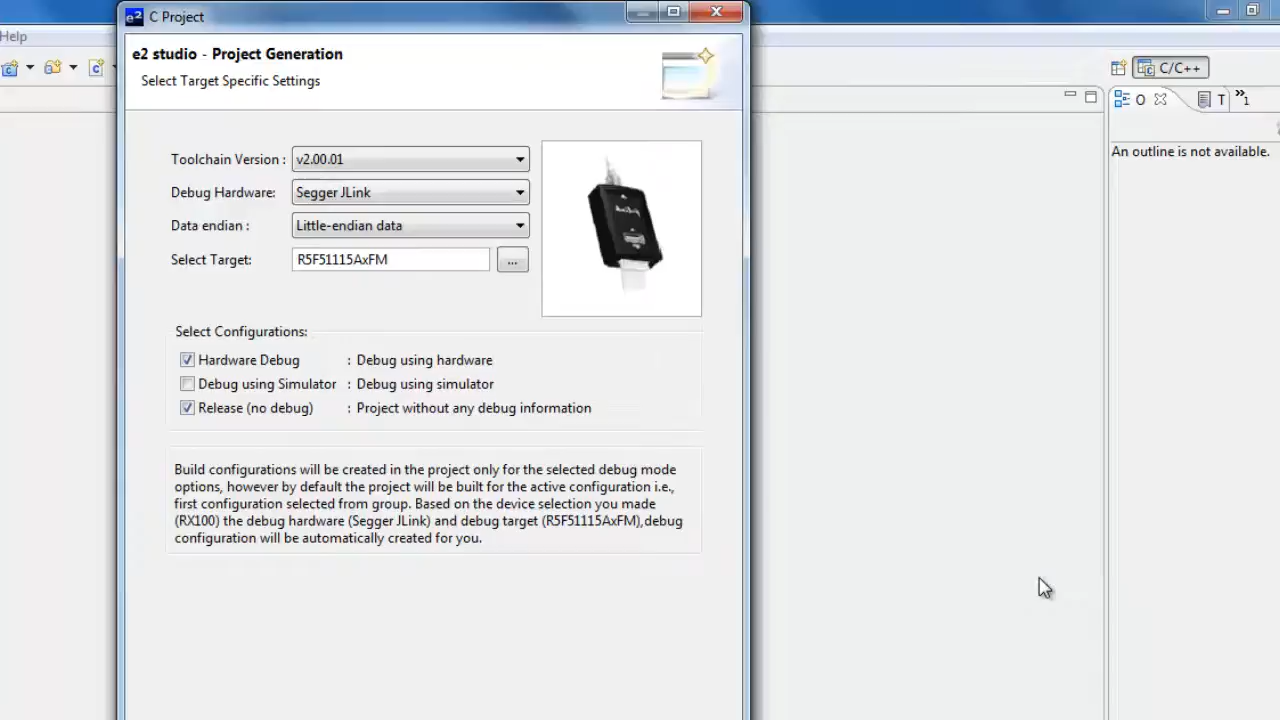 e² C Project
Help
e2 studio - Project Generation
Select Target Specific Settings
C/C++
O T »1
An outline is not available.
Toolchain Version : v2.00.01
Debug Hardware: Segger JLink
Data endian : Little-endian data
Select Target: R5F51115AxFM ...
Select Configurations:
Hardware Debug : Debug using hardware
Debug using Simulator : Debug using simulator
Release (no debug) : Project without any debug information
Build configurations will be created in the project only for the selected debug mode
options, however by default the project will be built for the active configuration i.e.,
first configuration selected from group. Based on the device selection you made
(RX100) the debug hardware (Segger JLink) and debug target (R5F51115AxFM),debug
configuration will be automatically created for you.